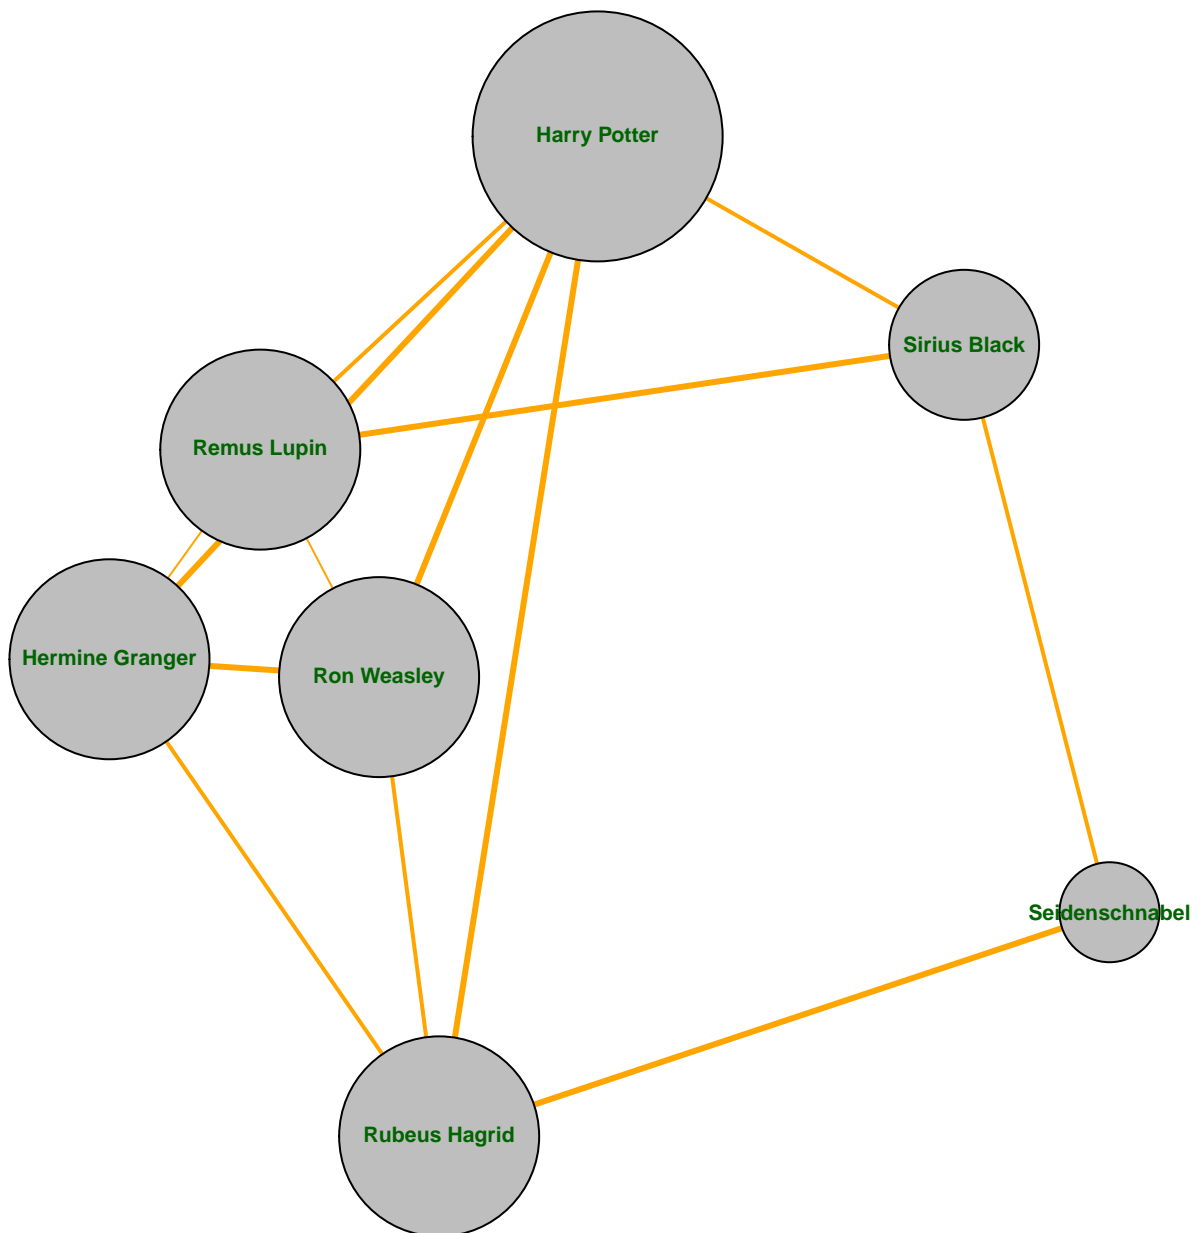 Harry Potter
Sirius Black
Remus Lupin
Hermine Granger
Ron Weasley
Seidenschnabel
Rubeus Hagrid